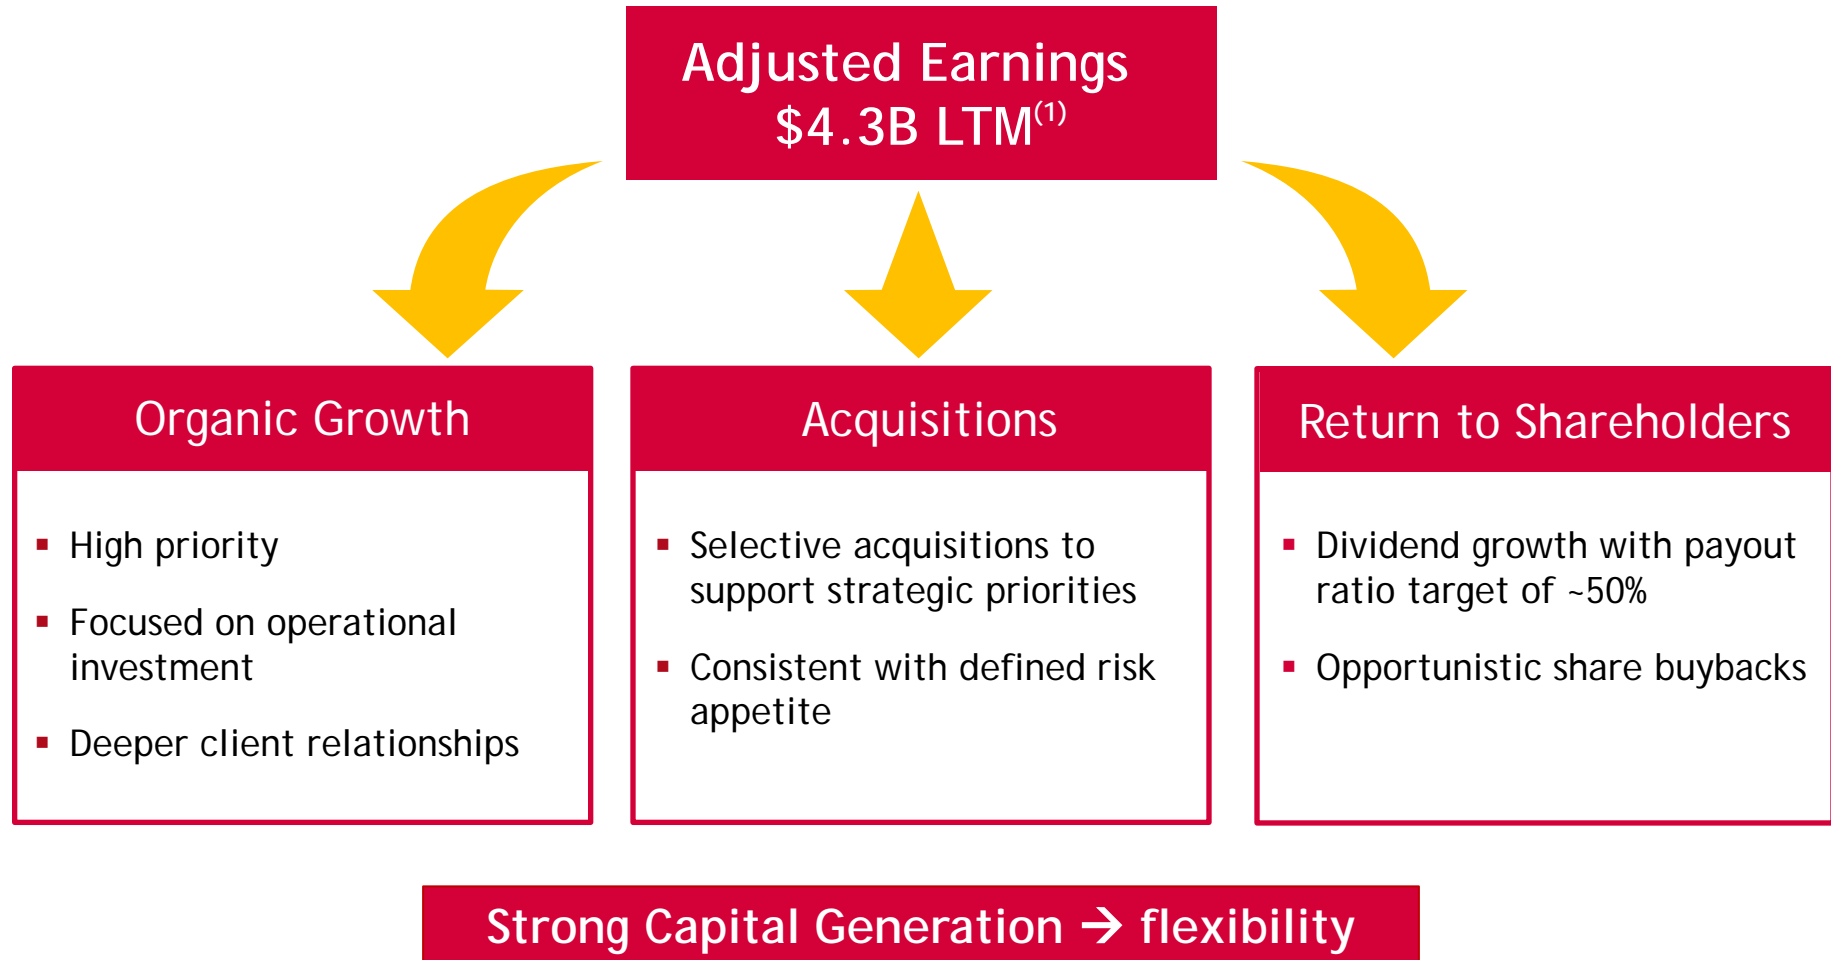 Adjusted Earnings
$4.3B LTM(1)
Organic Growth
▪ High priority
▪ Focused on operational
investment
▪ Deeper client relationships
Acquisitions
▪ Selective acquisitions to
support strategic priorities
▪ Consistent with defined risk
appetite
Return to Shareholders
▪ Dividend growth with payout
ratio target of ~50%
▪ Opportunistic share buybacks
Strong Capital Generation → flexibility